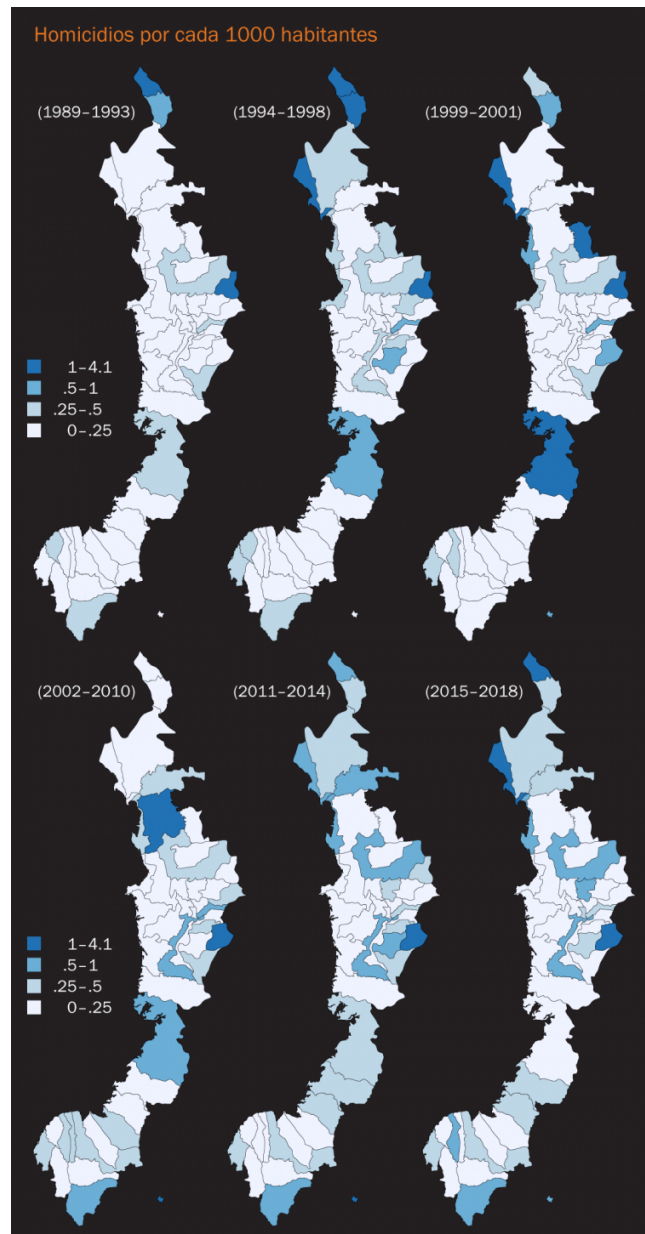 Homicidios por cada 1000 habitantes
(1989–1993) (1994–1998) (1999–2001)
1–4.1
.5–1
.25–.5
0–.25
(2002–2010) (2011–2014) (2015–2018)
1–4.1
.5–1
.25–.5
0–.25